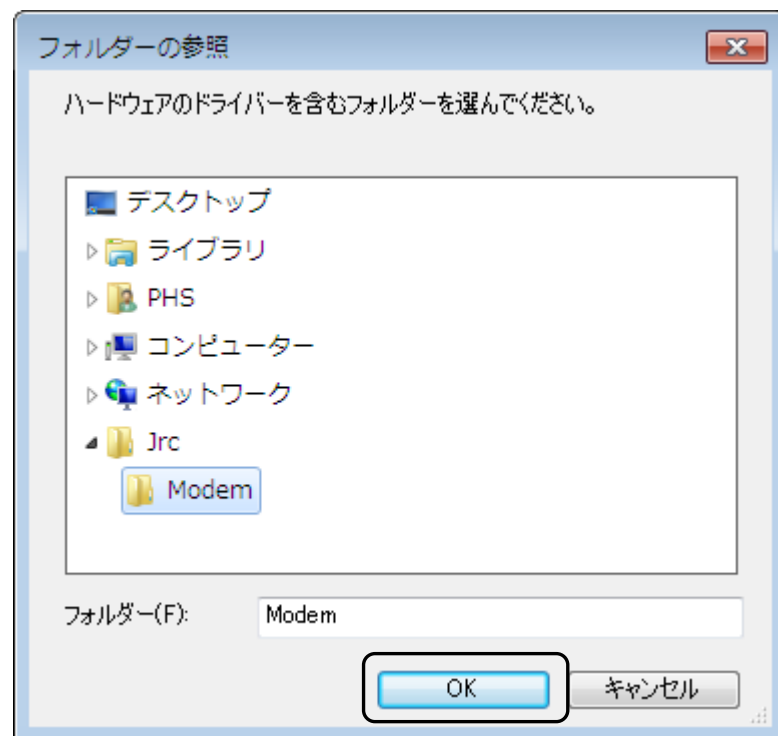 フォルダーの参照
ハードウェアのドライバーを含むフォルダーを選んでください。
デスクトップ
ライブラリ
PHS
コンピューター
ネットワーク
Jrc
Modem
フォルダー(F): Modem
OK キャンセル